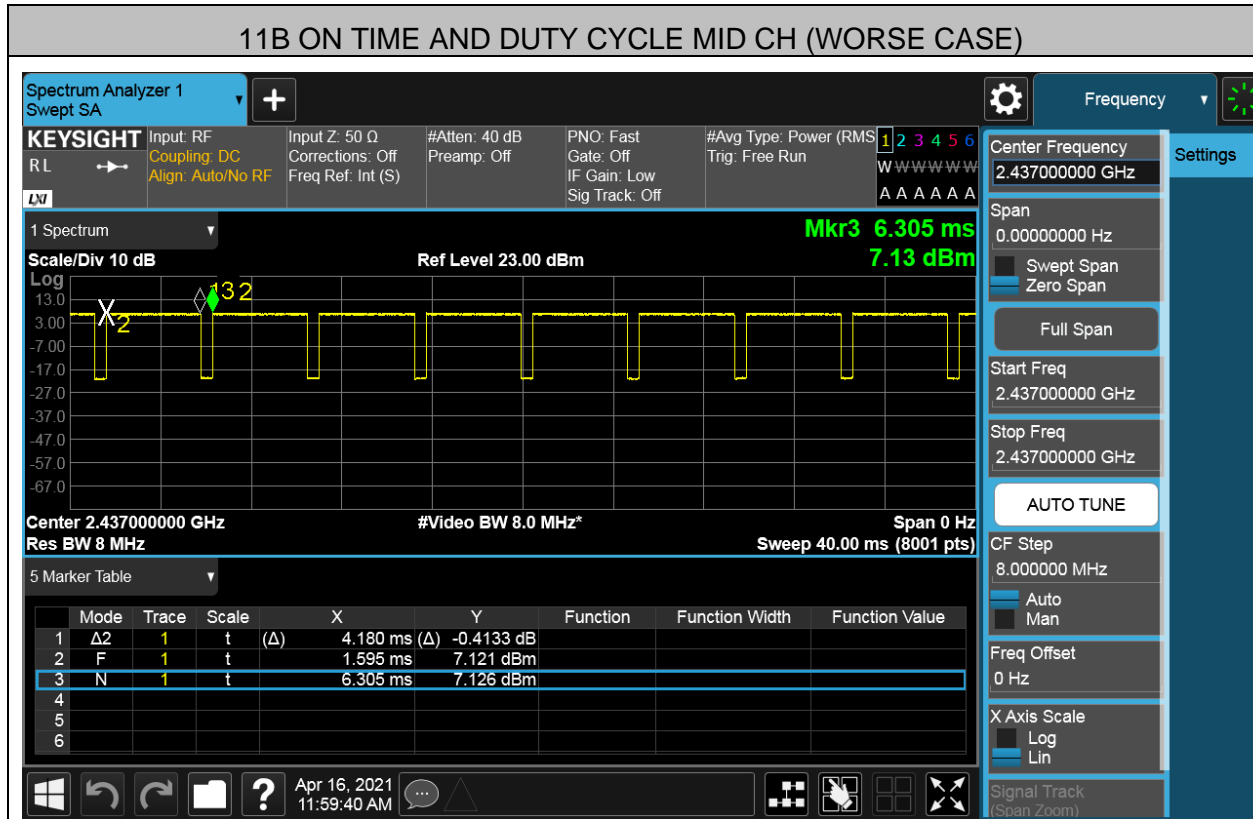 11B ON TIME AND DUTY CYCLE MID CH (WORSE CASE)
Spectrum Analyzer 1
Swept SA
+
Frequency
KEYSIGHT
Input: RF
Coupling: DC
Align: Auto/No RF
Input Z: 50 Ω
Corrections: Off
Freq Ref: Int (S)
#Atten: 40 dB
Preamp: Off
PNO: Fast
Gate: Off
IF Gain: Low
Sig Track: Off
#Avg Type: Power (RMS
Trig: Free Run
1 2 3 4 5 6
W W W W W W
A A A A A A
R L
LXI
1 Spectrum
Mkr3 6.305 ms
7.13 dBm
Scale/Div 10 dB
Ref Level 23.00 dBm
Log
13.0
3.00
-7.00
-17.0
-27.0
-37.0
-47.0
-57.0
-67.0
X2
132
Center 2.437000000 GHz
#Video BW 8.0 MHz*
Span 0 Hz
Res BW 8 MHz
Sweep 40.00 ms (8001 pts)
5 Marker Table
Mode Trace Scale X Y Function Function Width Function Value
1 Δ2 1 t (Δ) 4.180 ms (Δ) -0.4133 dB
2 F 1 t 1.595 ms 7.121 dBm
3 N 1 t 6.305 ms 7.126 dBm
4
5
6
?
Apr 16, 2021
11:59:40 AM
Center Frequency
2.437000000 GHz
Settings
Span
0.00000000 Hz
Swept Span
Zero Span
Full Span
Start Freq
2.437000000 GHz
Stop Freq
2.437000000 GHz
AUTO TUNE
CF Step
8.000000 MHz
Auto
Man
Freq Offset
0 Hz
X Axis Scale
Log
Lin
Signal Track
(Span Zoom)